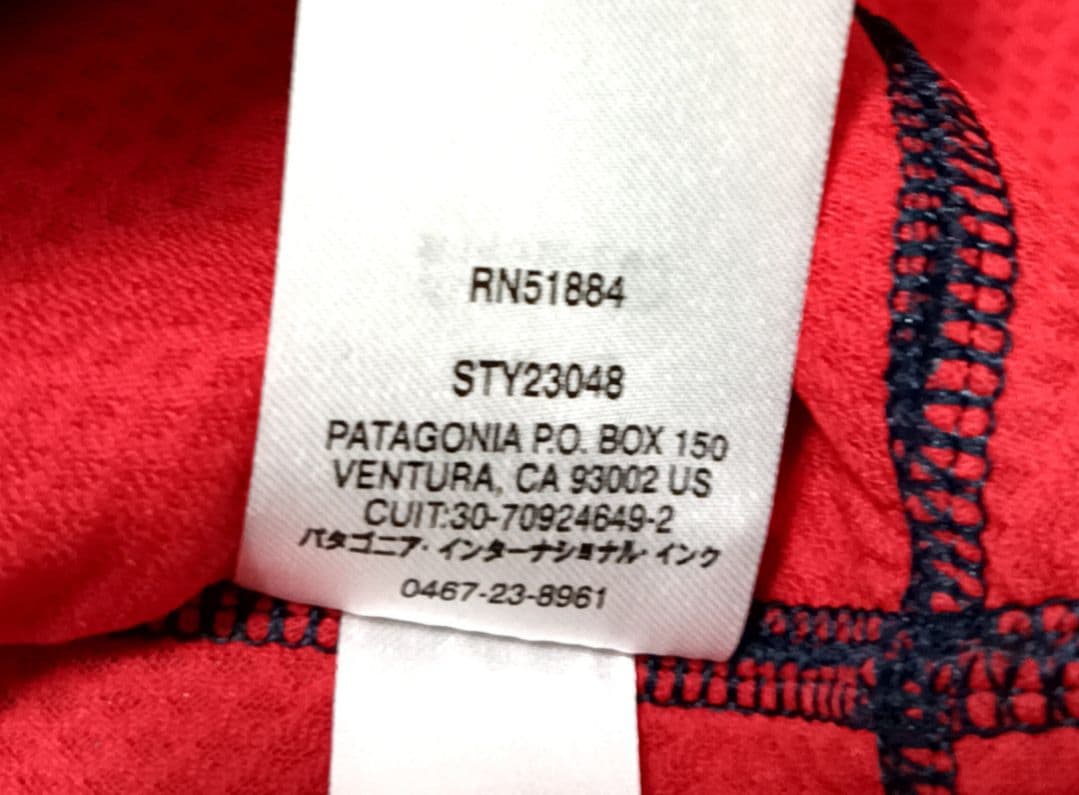 RN51884
STY23048
PATAGONIA P.O. BOX 150
VENTURA, CA 93002 US
CUIT:30-70924649-2
パタゴニア・インターナショナル・インク
0467-23-8961